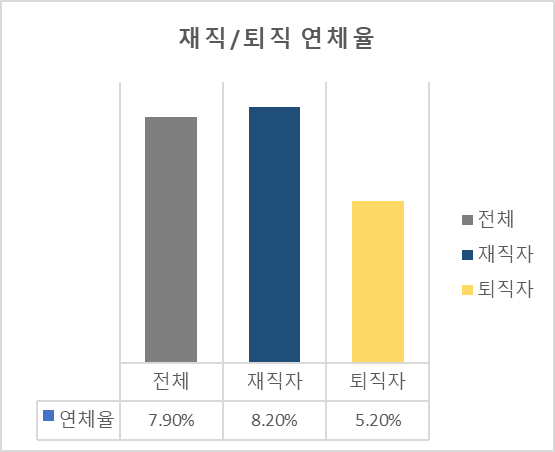 재직/퇴직 연체율
전체
재직자
퇴직자
전체 재직자 퇴직자
연체율 7.90% 8.20% 5.20%